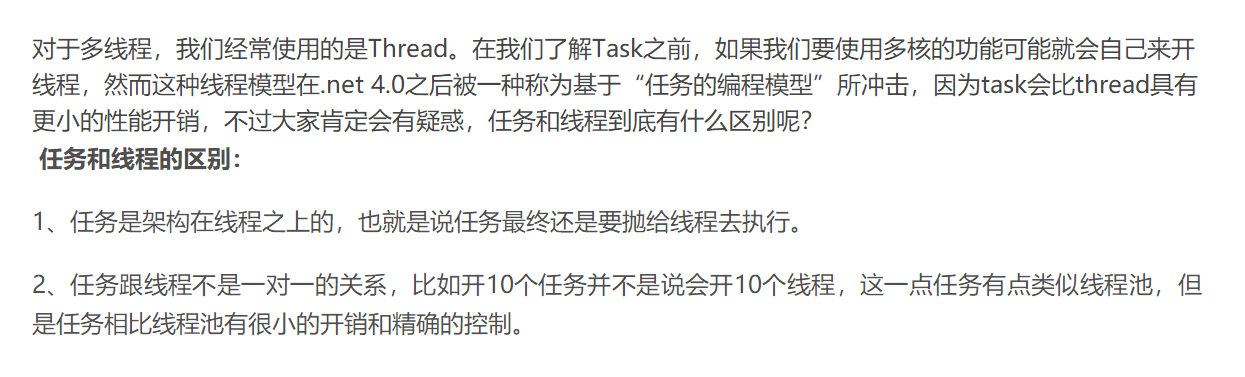 对于多线程，我们经常使用的是Thread。在我们了解Task之前，如果我们要使用多核的功能可能就会自己来开
线程，然而这种线程模型在.net 4.0之后被一种称为基于“任务的编程模型”所冲击，因为task会比thread具有
更小的性能开销，不过大家肯定会有疑惑，任务和线程到底有什么区别呢？
任务和线程的区别：
1、任务是架构在线程之上的，也就是说任务最终还是要抛给线程去执行。
2、任务跟线程不是一对一的关系，比如开10个任务并不是说会开10个线程，这一点任务有点类似线程池，但
是任务相比线程池有很小的开销和精确的控制。